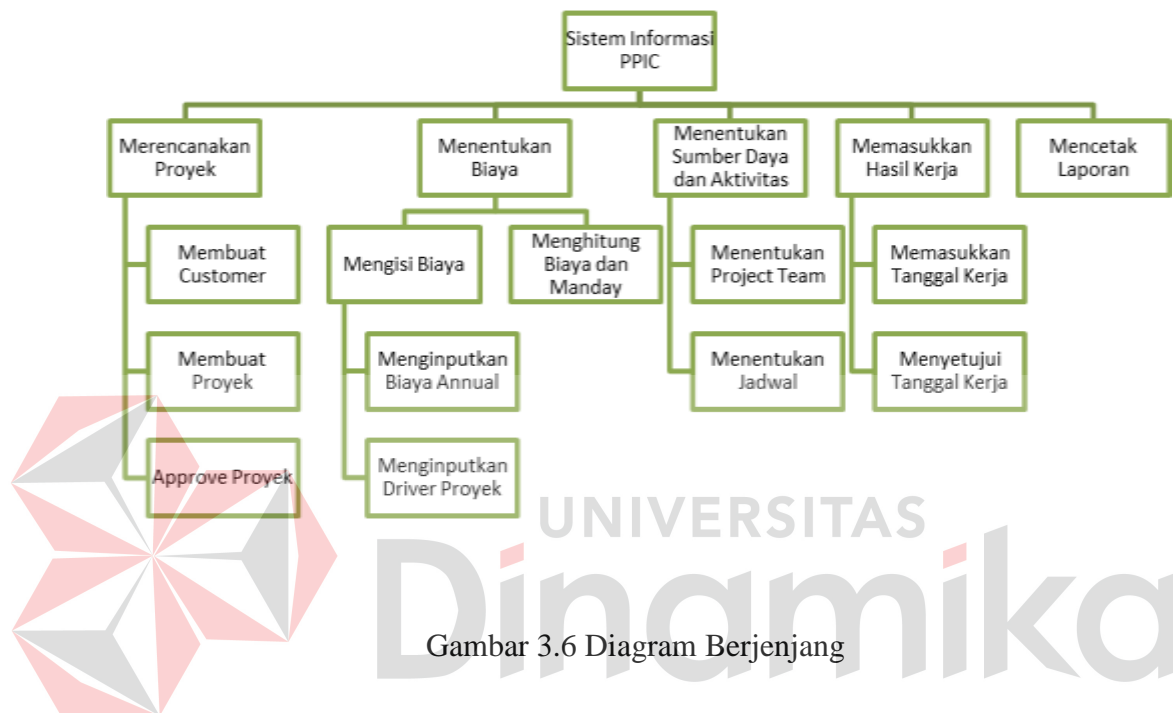 Sistem Informasi
PPIC
Merencanakan
Proyek
Menentukan
Biaya
Menentukan
Sumber Daya
dan Aktivitas
Memasukkan
Hasil Kerja
Mencetak
Laporan
Membuat
Customer
Mengisi Biaya
Menghitung
Biaya dan
Manday
Menentukan
Project Team
Memasukkan
Tanggal Kerja
Membuat
Proyek
Menginputkan
Biaya Annual
Menentukan
Jadwal
Menyetujui
Tanggal Kerja
Approve Proyek
Menginputkan
Driver Proyek
UNIVERSITAS
Dinamika
Gambar 3.6 Diagram Berjenjang